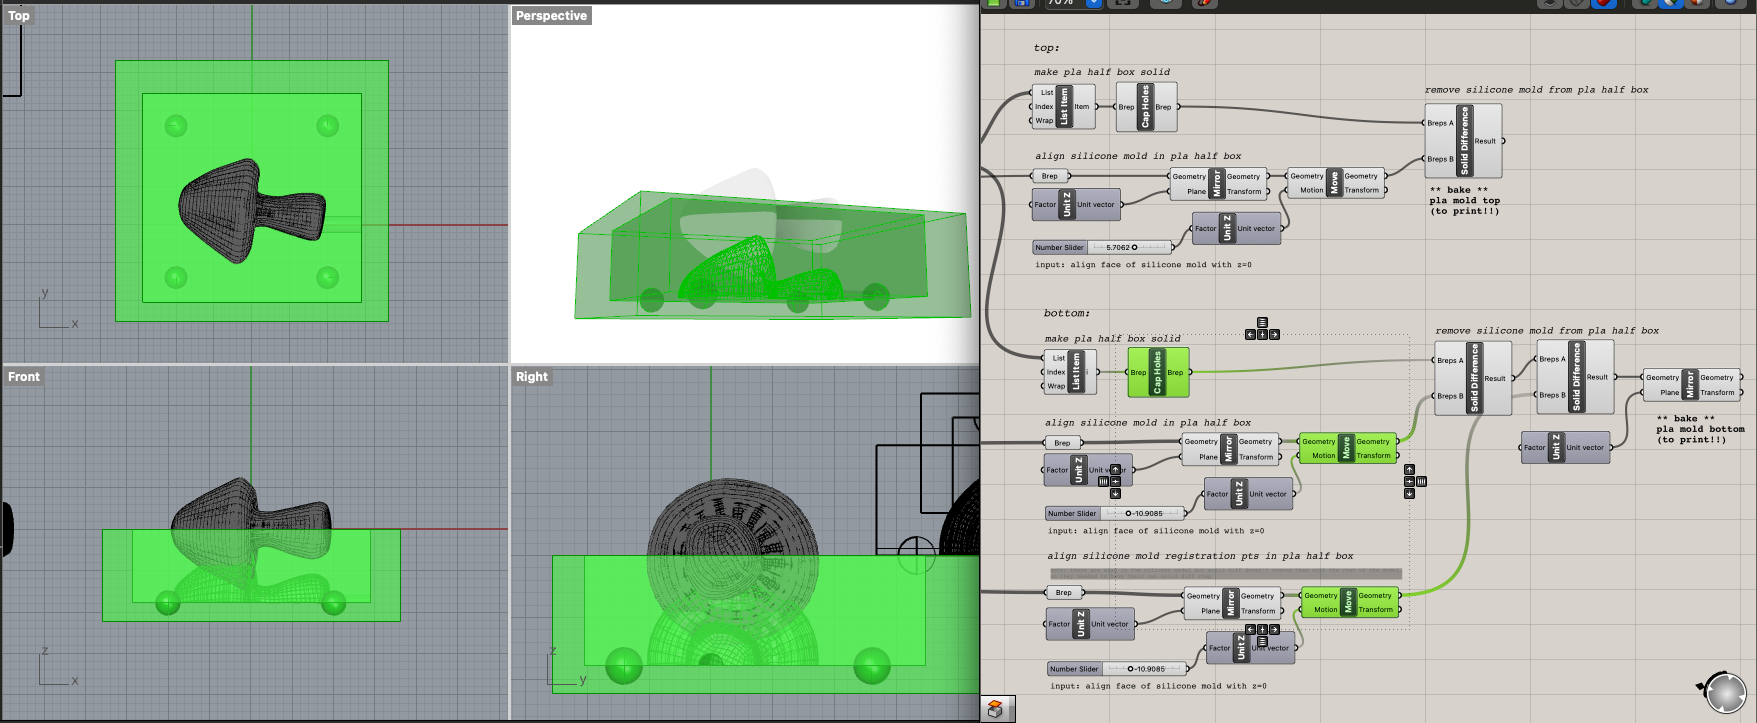 Top
Perspective
70%
y
x
Front
z
x
Right
z
y
top:
make pla half box solid
List
Index
Wrap
List Item
Item
Brep
Cap Holes
Brep
remove silicone mold from pla half box
Breps A
Breps B
Solid Difference
Result
** bake **
pla mold top
(to print!!)
align silicone mold in pla half box
Brep
Factor
Unit Z
Unit vector
Geometry
Plane
Mirror
Geometry
Transform
Geometry
Motion
Move
Geometry
Transform
Factor
Unit Z
Unit vector
Number Slider
5.7062
input: align face of silicone mold with z=0
bottom:
make pla half box solid
List
Index
Wrap
List Item
i
Brep
Cap Holes
Brep
remove silicone mold from pla half box
Breps A
Breps B
Solid Difference
Result
Breps A
Breps B
Solid Difference
Result
Geometry
Plane
Mirror
Geometry
Transform
Factor
Unit Z
Unit vector
** bake **
pla mold bottom
(to print!!)
align silicone mold in pla half box
Brep
Factor
Unit Z
Unit vector
Geometry
Plane
Mirror
Geometry
Transform
Geometry
Motion
Move
Geometry
Transform
Factor
Unit Z
Unit vector
Number Slider
-10.9085
input: align face of silicone mold with z=0
align silicone mold registration pts in pla half box
Brep
Factor
Unit Z
Unit vector
Geometry
Plane
Mirror
Geometry
Transform
Geometry
Motion
Move
Geometry
Transform
Factor
Unit Z
Unit vector
Number Slider
-10.9085
input: align face of silicone mold with z=0